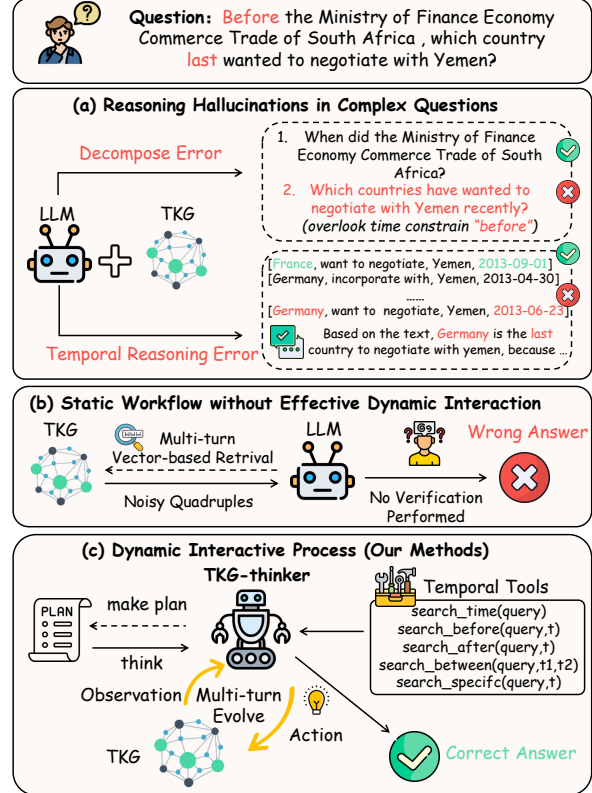 Question: Before the Ministry of Finance Economy
Commerce Trade of South Africa , which country
last wanted to negotiate with Yemen?
(a) Reasoning Hallucinations in Complex Questions
Decompose Error
1. When did the Ministry of Finance
Economy Commerce Trade of South
Africa?
2. Which countries have wanted to
negotiate with Yemen recently?
(overlook time constrain "before")
LLM
TKG
[France, want to negotiate, Yemen, 2013-09-01]
[Germany, incorporate with, Yemen, 2013-04-30]
......
[Germany, want to negotiate, Yemen, 2013-06-23]
Based on the text, Germany is the last
country to negotiate with yemen, because ...
Temporal Reasoning Error
(b) Static Workflow without Effective Dynamic Interaction
TKG
Multi-turn
Vector-based Retrival
Noisy Quadruples
LLM
No Verification
Performed
Wrong Answer
(c) Dynamic Interactive Process (Our Methods)
TKG-thinker
PLAN
make plan
think
Temporal Tools
search_time(query)
search_before(query,t)
search_after(query,t)
search_between(query,t1,t2)
search_specifc(query,t)
Observation
Multi-turn
Evolve
Action
TKG
Correct Answer